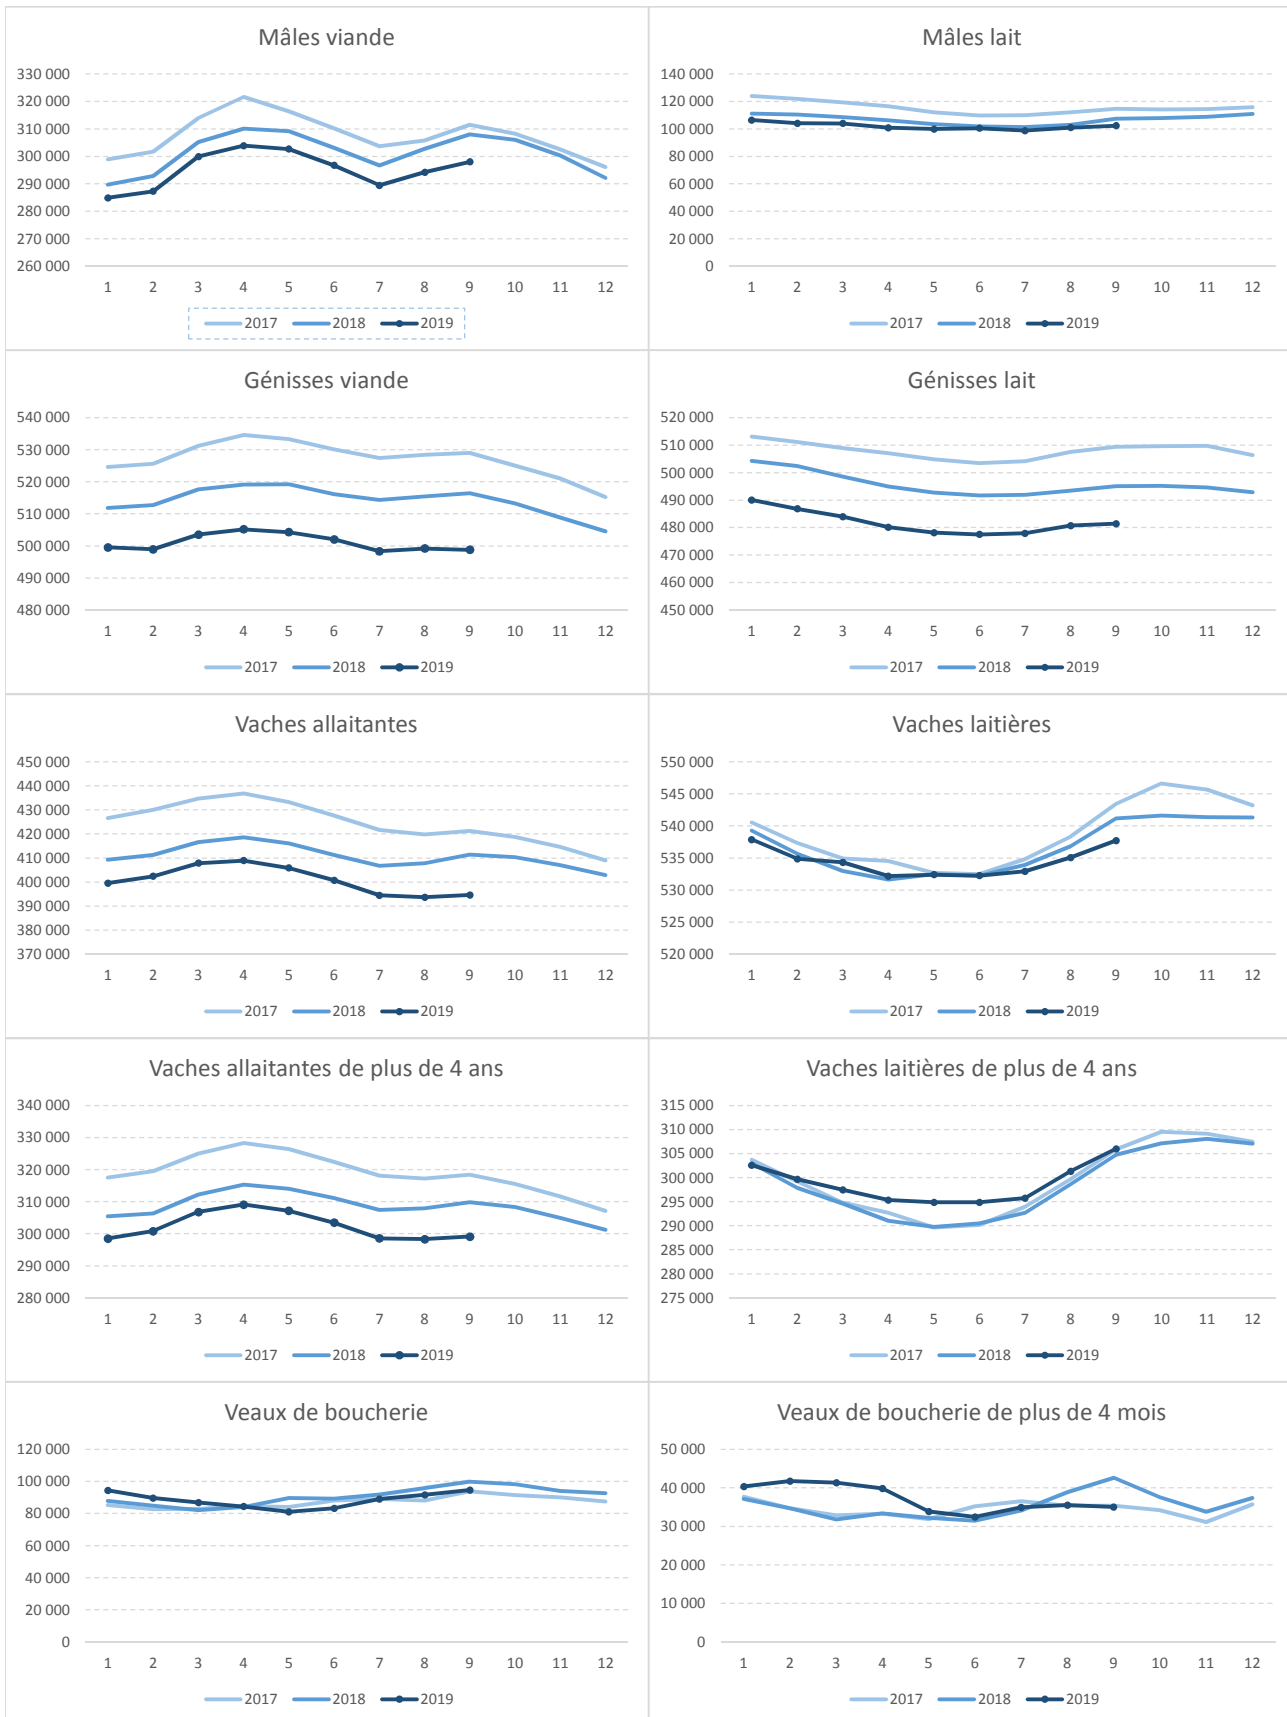 Mâles viande
330 000
320 000
310 000
300 000
290 000
280 000
270 000
260 000
1 2 3 4 5 6 7 8 9 10 11 12
2017 2018 2019
Mâles lait
140 000
120 000
100 000
80 000
60 000
40 000
20 000
0
1 2 3 4 5 6 7 8 9 10 11 12
2017 2018 2019
Génisses viande
540 000
530 000
520 000
510 000
500 000
490 000
480 000
1 2 3 4 5 6 7 8 9 10 11 12
2017 2018 2019
Génisses lait
520 000
510 000
500 000
490 000
480 000
470 000
460 000
450 000
1 2 3 4 5 6 7 8 9 10 11 12
2017 2018 2019
Vaches allaitantes
450 000
440 000
430 000
420 000
410 000
400 000
390 000
380 000
370 000
1 2 3 4 5 6 7 8 9 10 11 12
2017 2018 2019
Vaches laitières
550 000
545 000
540 000
535 000
530 000
525 000
520 000
1 2 3 4 5 6 7 8 9 10 11 12
2017 2018 2019
Vaches allaitantes de plus de 4 ans
340 000
330 000
320 000
310 000
300 000
290 000
280 000
1 2 3 4 5 6 7 8 9 10 11 12
2017 2018 2019
Vaches laitières de plus de 4 ans
315 000
310 000
305 000
300 000
295 000
290 000
285 000
280 000
275 000
1 2 3 4 5 6 7 8 9 10 11 12
2017 2018 2019
Veaux de boucherie
120 000
100 000
80 000
60 000
40 000
20 000
0
1 2 3 4 5 6 7 8 9 10 11 12
2017 2018 2019
Veaux de boucherie de plus de 4 mois
50 000
40 000
30 000
20 000
10 000
0
1 2 3 4 5 6 7 8 9 10 11 12
2017 2018 2019